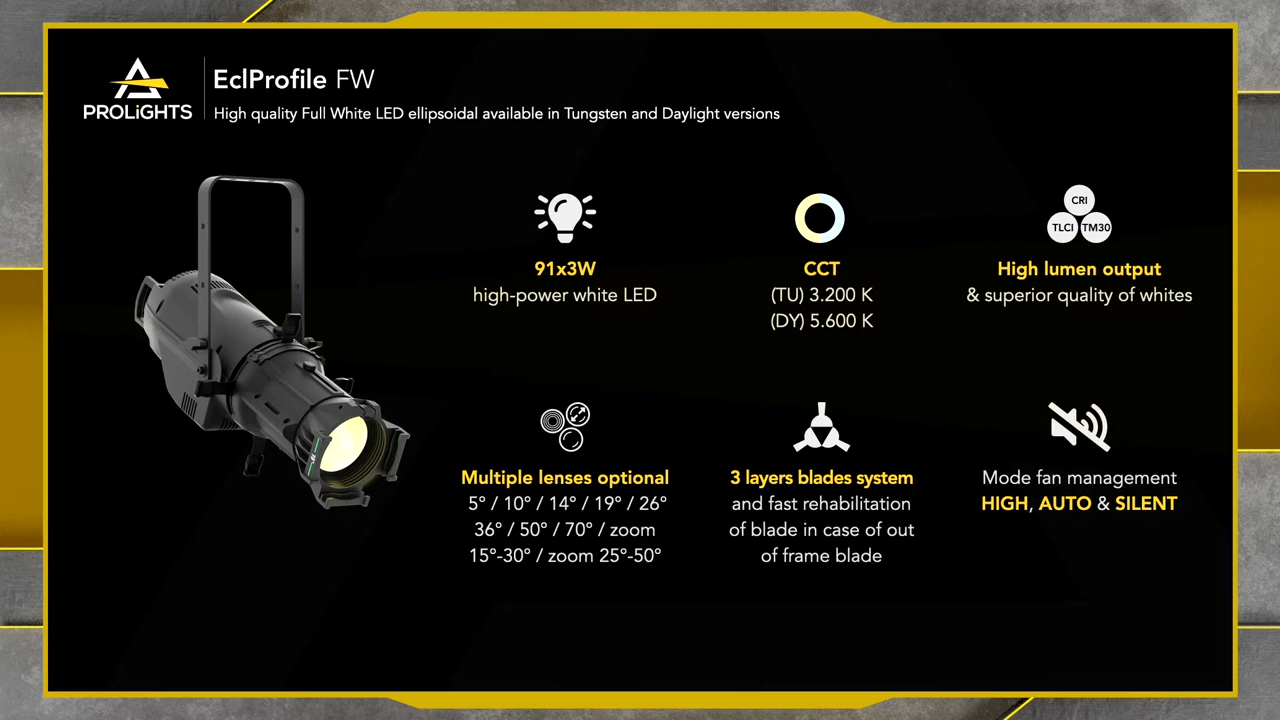 PROLiGHTS
EclProfile FW
High quality Full White LED ellipsoidal available in Tungsten and Daylight versions
91x3W
high-power white LED
CCT
(TU) 3.200 K
(DY) 5.600 K
CRI
TLCI TM30
High lumen output
& superior quality of whites
Multiple lenses optional
5° / 10° / 14° / 19° / 26°
36° / 50° / 70° / zoom
15°-30° / zoom 25°-50°
3 layers blades system
and fast rehabilitation
of blade in case of out
of frame blade
Mode fan management
HIGH, AUTO & SILENT